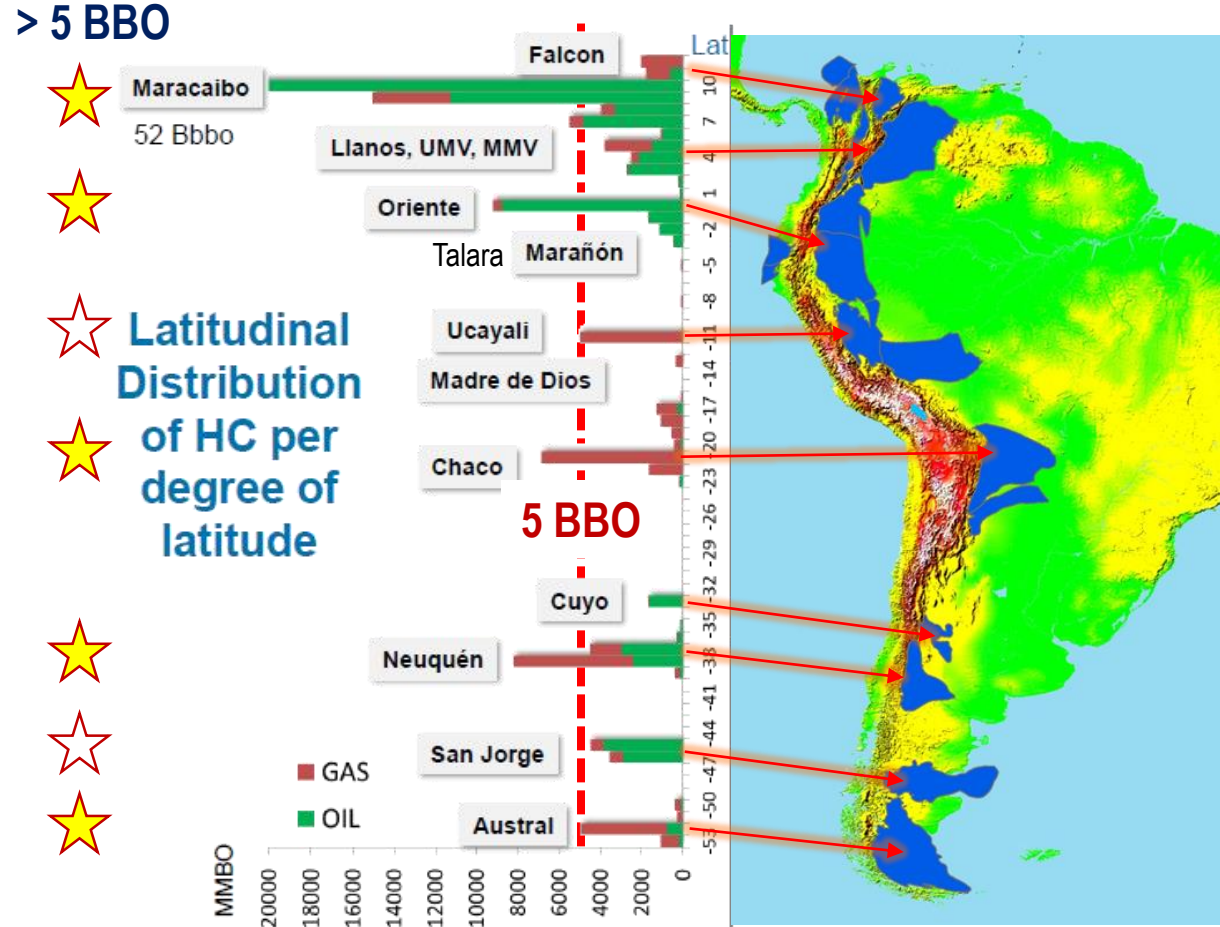 > 5 BBO
Falcon
Lat
Maracaibo
52 Bbbo
Llanos, UMV, MMV
Oriente
Talara
Marañón
Ucayali
Madre de Dios
Chaco
Latitudinal
Distribution
of HC per
degree of
latitude
5 BBO
Cuyo
Neuquén
San Jorge
Austral
GAS
OIL
10
7
4
1
-2
-5
-8
-11
-14
-17
-20
-23
-26
-29
-32
-35
-38
-41
-44
-47
-50
-53
MMBO
20000
18000
16000
14000
12000
10000
8000
6000
4000
2000
0